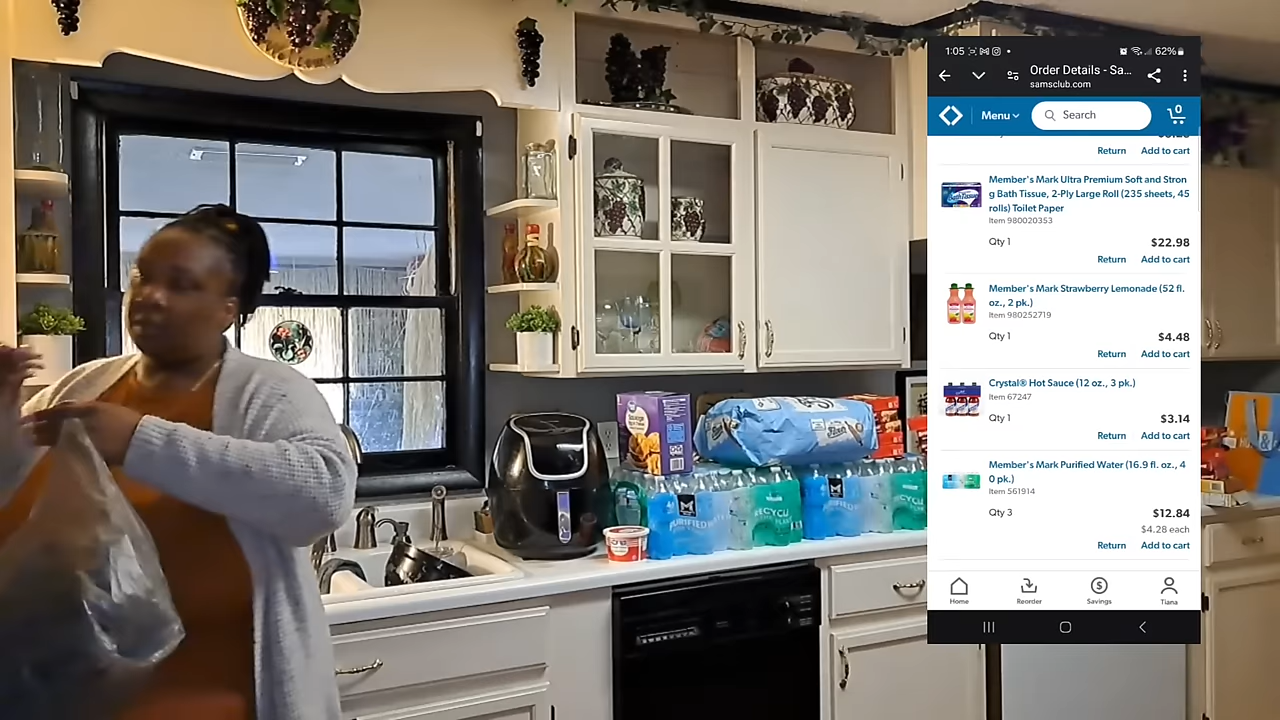 1:05
62%
Order Details - Sa...
samsclub.com
Menu
Search
0
Return
Add to cart
Member's Mark Ultra Premium Soft and Stron
g Bath Tissue, 2-Ply Large Roll (235 sheets, 45
rolls) Toilet Paper
Item 980020353
Qty 1
$22.98
Return
Add to cart
Member's Mark Strawberry Lemonade (52 fl.
oz., 2 pk.)
Item 980252719
Qty 1
$4.48
Return
Add to cart
Crystal® Hot Sauce (12 oz., 3 pk.)
Item 67247
Qty 1
$3.14
Return
Add to cart
Member's Mark Purified Water (16.9 fl. oz., 4
0 pk.)
Item 561914
Qty 3
$12.84
$4.28 each
Return
Add to cart
Home
Reorder
Savings
Tiana
PURIFIED
RECYCL